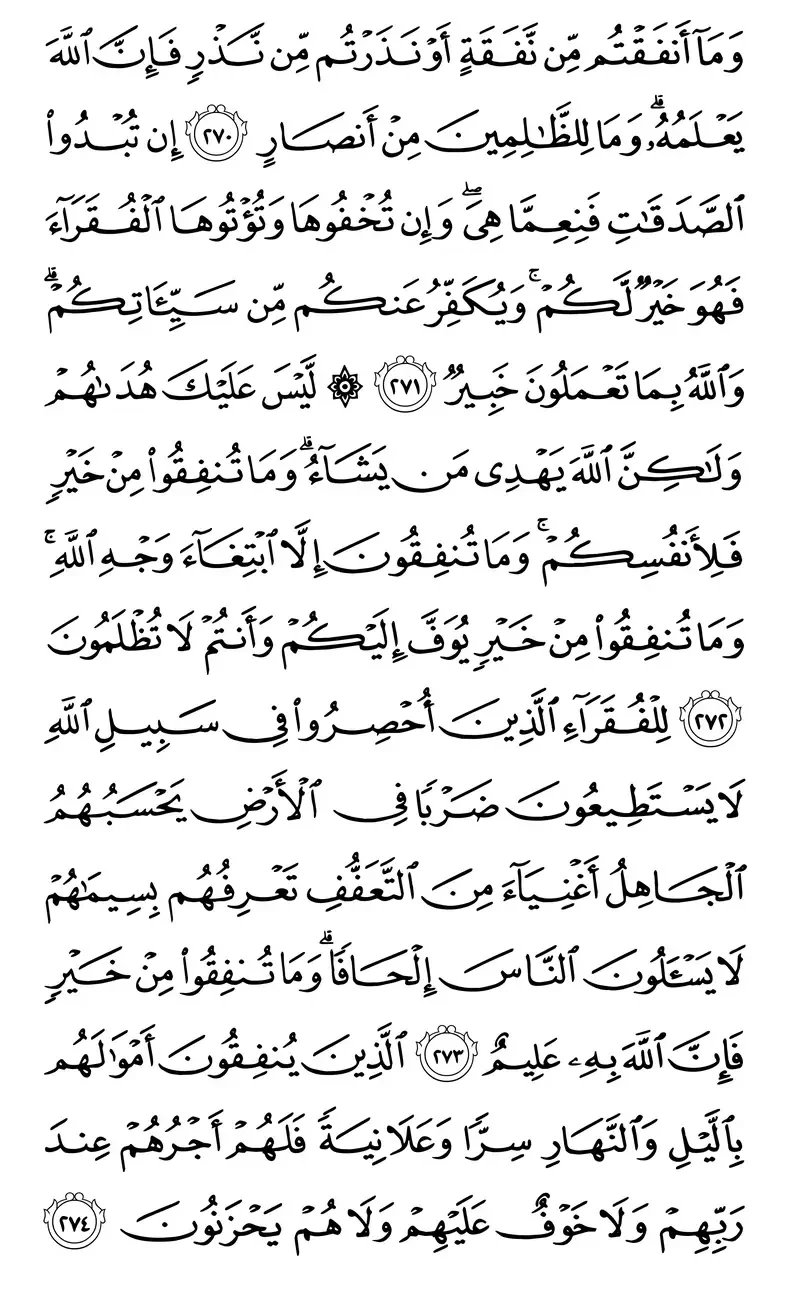 وَمَآ أَنفَقْتُم مِّن نَّفَقَةٍ أَوْ نَذَرْتُم مِّن نَّذْرٍ فَإِنَّ ٱللَّهَ
يَعْلَمُهُۥ ۗ وَمَا لِلظَّـٰلِمِينَ مِنْ أَنصَارٍ ٢٧٠ إِن تُبْدُوا۟
ٱلصَّدَقَـٰتِ فَنِعِمَّا هِىَ ۖ وَإِن تُخْفُوهَا وَتُؤْتُوهَا ٱلْفُقَرَآءَ
فَهُوَ خَيْرٌ لَّكُمْ ۚ وَيُكَفِّرُ عَنكُم مِّن سَيِّـَٔاتِكُمْ ۗ
وَٱللَّهُ بِمَا تَعْمَلُونَ خَبِيرٌ ٢٧١ ۞ لَّيْسَ عَلَيْكَ هُدَىٰهُمْ
وَلَـٰكِنَّ ٱللَّهَ يَهْدِى مَن يَشَآءُ ۗ وَمَا تُنفِقُوا۟ مِنْ خَيْرٍ
فَلِأَنفُسِكُمْ ۚ وَمَا تُنفِقُونَ إِلَّا ٱبْتِغَآءَ وَجْهِ ٱللَّهِ ۚ
وَمَا تُنفِقُوا۟ مِنْ خَيْرٍ يُوَفَّ إِلَيْكُمْ وَأَنتُمْ لَا تُظْلَمُونَ
٢٧٢ لِلْفُقَرَآءِ ٱلَّذِينَ أُحْصِرُوا۟ فِى سَبِيلِ ٱللَّهِ
لَا يَسْتَطِيعُونَ ضَرْبًا فِى ٱلْأَرْضِ يَحْسَبُهُمُ
ٱلْجَاهِلُ أَغْنِيَآءَ مِنَ ٱلتَّعَفُّفِ تَعْرِفُهُم بِسِيمَـٰهُمْ
لَا يَسْـَٔلُونَ ٱلنَّاسَ إِلْحَافًا ۗ وَمَا تُنفِقُوا۟ مِنْ خَيْرٍ
فَإِنَّ ٱللَّهَ بِهِۦ عَلِيمٌ ٢٧٣ ٱلَّذِينَ يُنفِقُونَ أَمْوَٰلَهُم
بِٱلَّيْلِ وَٱلنَّهَارِ سِرًّا وَعَلَانِيَةً فَلَهُمْ أَجْرُهُمْ عِندَ
رَبِّهِمْ وَلَا خَوْفٌ عَلَيْهِمْ وَلَا هُمْ يَحْزَنُونَ ٢٧٤